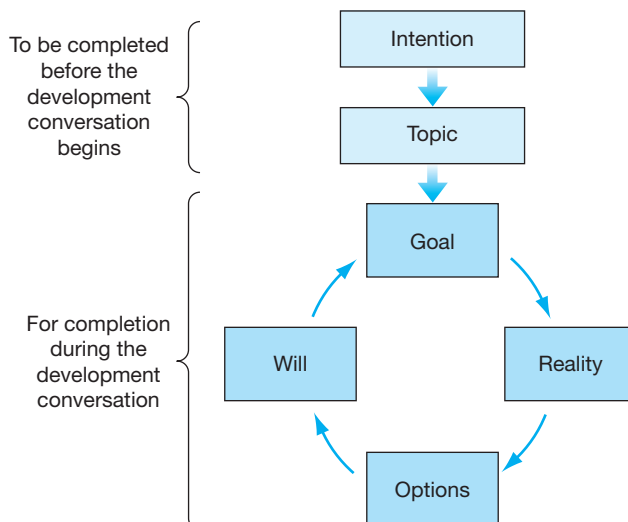 To be completed
before the
development
conversation
begins
Intention
Topic
Goal
For completion
during the
development
conversation
Will
Reality
Options